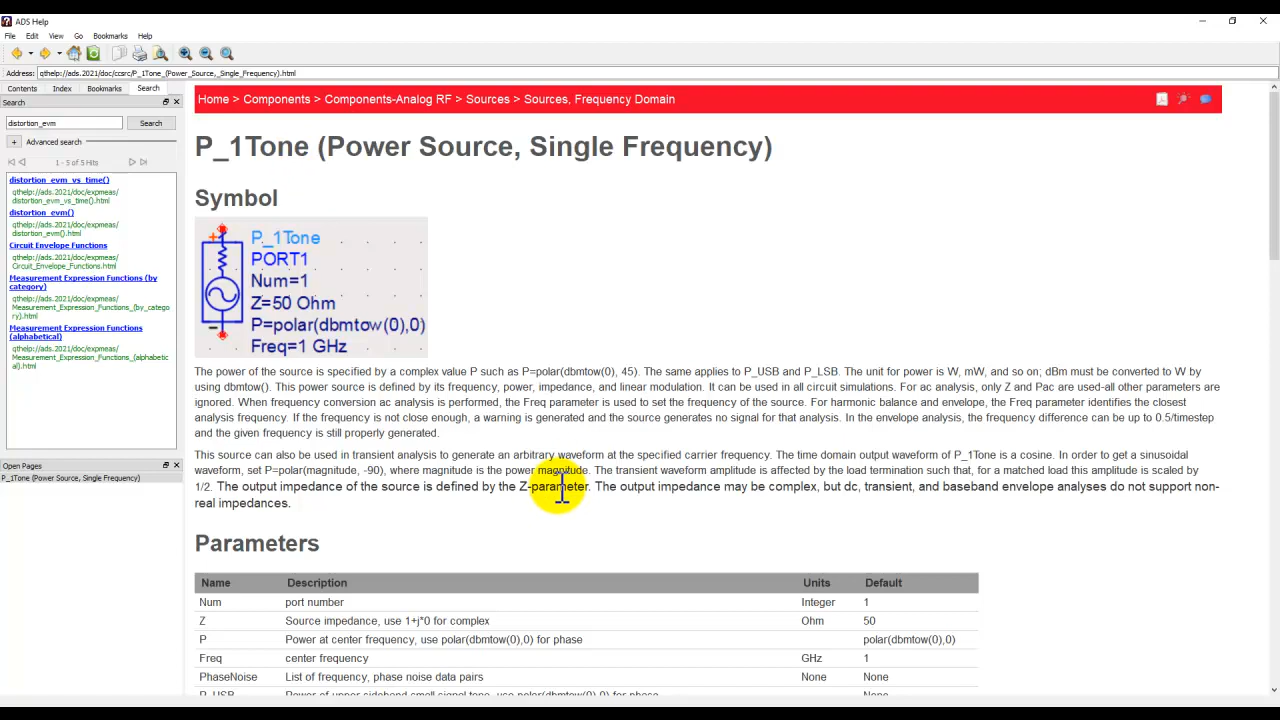 ADS Help
File Edit View Go Bookmarks Help
Address: qthelp://ads.2021/doc/ccsrc/P_1Tone_(Power_Source,_Single_Frequency).html
Contents Index Bookmarks Search
Search
distortion_evm Search
+ Advanced search
1 - 5 of 5 Hits
distortion_evm_vs_time()
qthelp://ads.2021/doc/expmeas/
distortion_evm_vs_time().html
distortion_evm()
qthelp://ads.2021/doc/expmeas/
distortion_evm().html
Circuit Envelope Functions
qthelp://ads.2021/doc/expmeas/
Circuit_Envelope_Functions.html
Measurement Expression Functions (by
category)
qthelp://ads.2021/doc/expmeas/
Measurement_Expression_Functions_(by_catego
ry).html
Measurement Expression Functions
(alphabetical)
qthelp://ads.2021/doc/expmeas/
Measurement_Expression_Functions_(alphabetic
al).html
Open Pages
P_1Tone (Power Source, Single Frequency)
Home > Components > Components-Analog RF > Sources > Sources, Frequency Domain
P_1Tone (Power Source, Single Frequency)
Symbol
P_1Tone
PORT1
Num=1
Z=50 Ohm
P=polar(dbmtow(0),0)
Freq=1 GHz
The power of the source is specified by a complex value P such as P=polar(dbmtow(0), 45). The same applies to P_USB and P_LSB. The unit for power is W, mW, and so on; dBm must be converted to W by
using dbmtow(). This power source is defined by its frequency, power, impedance, and linear modulation. It can be used in all circuit simulations. For ac analysis, only Z and Pac are used-all other parameters are
ignored. When frequency conversion ac analysis is performed, the Freq parameter is used to set the frequency of the source. For harmonic balance and envelope, the Freq parameter identifies the closest
analysis frequency. If the frequency is not close enough, a warning is generated and the source generates no signal for that analysis. In the envelope analysis, the frequency difference can be up to 0.5/timestep
and the given frequency is still properly generated.
This source can also be used in transient analysis to generate an arbitrary waveform at the specified carrier frequency. The time domain output waveform of P_1Tone is a cosine. In order to get a sinusoidal
waveform, set P=polar(magnitude, -90), where magnitude is the power magnitude. The transient waveform amplitude is affected by the load termination such that, for a matched load this amplitude is scaled by
1/2. The output impedance of the source is defined by the Z-parameter. The output impedance may be complex, but dc, transient, and baseband envelope analyses do not support non-
real impedances.
Parameters
Name Description Units Default
Num port number Integer 1
Z Source impedance, use 1+j*0 for complex Ohm 50
P Power at center frequency, use polar(dbmtow(0),0) for phase polar(dbmtow(0),0)
Freq center frequency GHz 1
PhaseNoise List of frequency, phase noise data pairs None None
P_USB Power of upper sideband small signal tone, use polar(dbmtow(0),0) for phase None